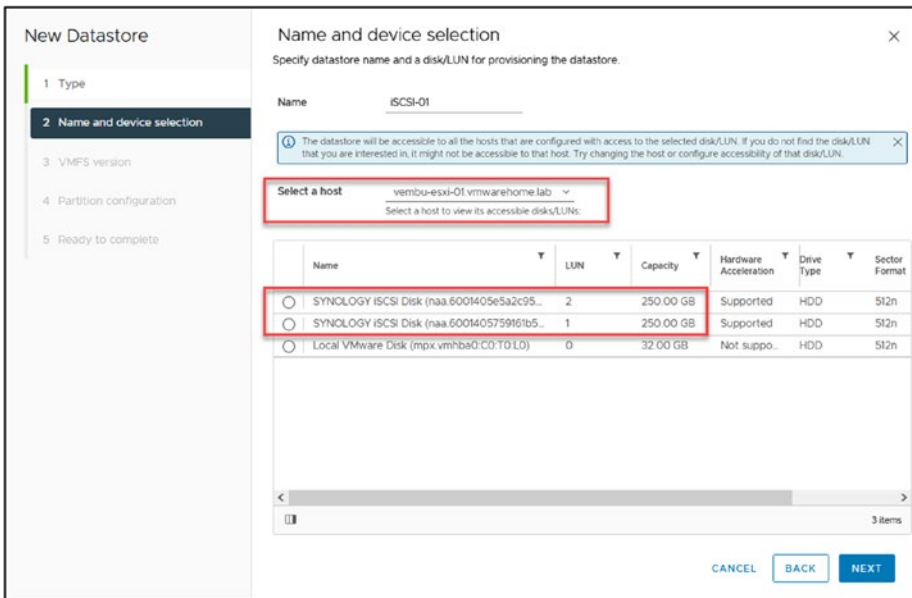 New Datastore
1 Type
2 Name and device selection
3 VMFS version
4 Partition configuration
5 Ready to complete
Name and device selection
Specify datastore name and a disk/LUN for provisioning the datastore.
Name iSCSI-01
The datastore will be accessible to all the hosts that are configured with access to the selected disk/LUN. If you do not find the disk/LUN
that you are interested in, it might not be accessible to that host. Try changing the host or configure accessibility of that disk/LUN.
Select a host vembu-esxi-01.vmwarehome.lab
Select a host to view its accessible disks/LUNs:
Name LUN Capacity Hardware Acceleration Drive Type Sector Format
SYNOLOGY iSCSI Disk (naa.6001405e5a2c95... 2 250.00 GB Supported HDD 512n
SYNOLOGY iSCSI Disk (naa.6001405759161b5... 1 250.00 GB Supported HDD 512n
Local VMware Disk (mpx.vmhba0:C0:T0:L0) 0 32.00 GB Not suppo... HDD 512n
3 items
CANCEL BACK NEXT